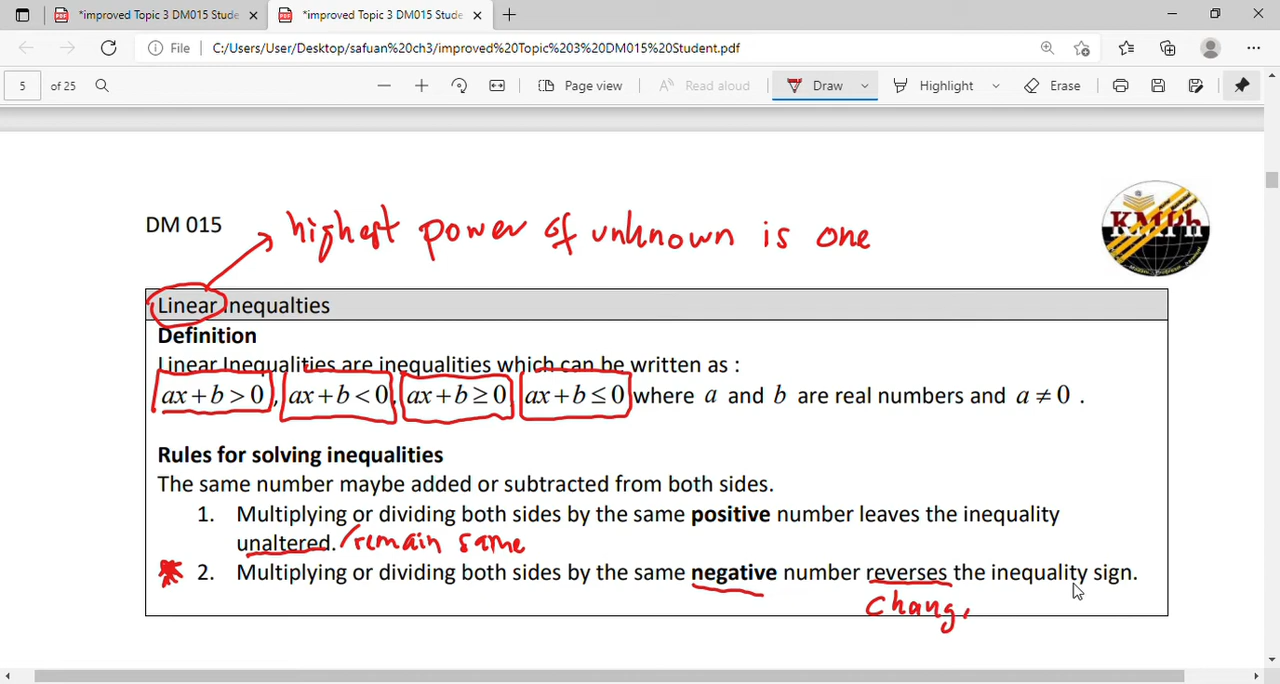 *improved Topic 3 DM015 Stude
*improved Topic 3 DM015 Stude
File C:/Users/User/Desktop/safuan%20ch3/improved%20Topic%203%20DM015%20Student.pdf
5 of 25 Page view Read aloud Draw Highlight Erase
DM 015
highest power of unknown is one
KMPh
Linear Inequalties
Definition
Linear Inequalities are inequalities which can be written as :
ax + b > 0, ax + b < 0, ax + b ≥ 0 ax + b ≤ 0 where a and b are real numbers and a ≠ 0 .
Rules for solving inequalities
The same number maybe added or subtracted from both sides.
1. Multiplying or dividing both sides by the same positive number leaves the inequality
unaltered. /remain same
2. Multiplying or dividing both sides by the same negative number reverses the inequality sign.
Chang